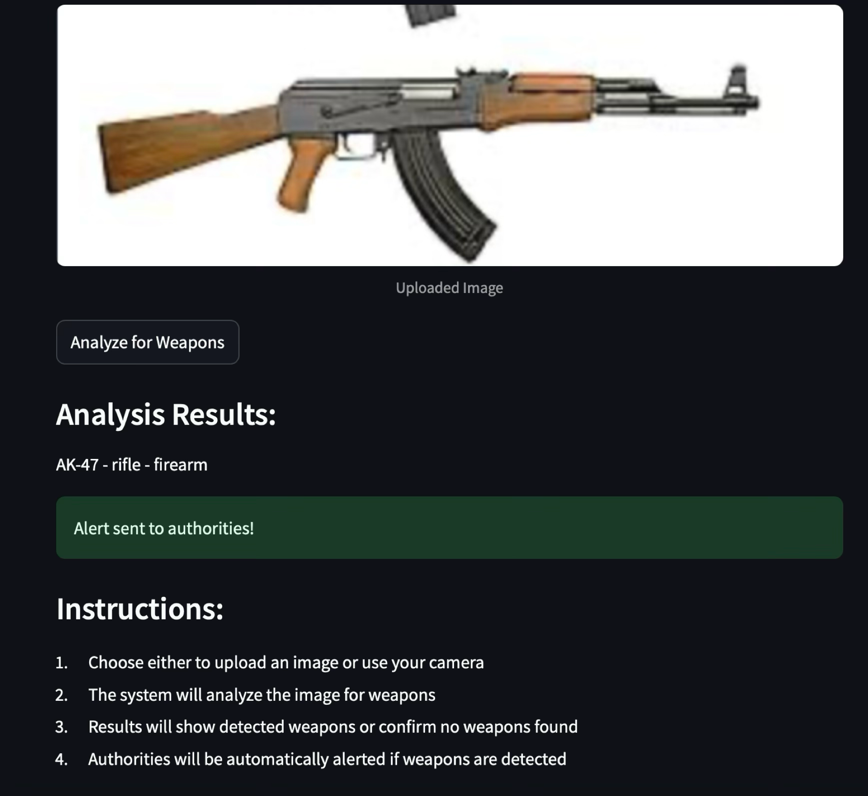 Uploaded Image
Analyze for Weapons
Analysis Results:
AK-47 - rifle - firearm
Alert sent to authorities!
Instructions:
1. Choose either to upload an image or use your camera
2. The system will analyze the image for weapons
3. Results will show detected weapons or confirm no weapons found
4. Authorities will be automatically alerted if weapons are detected